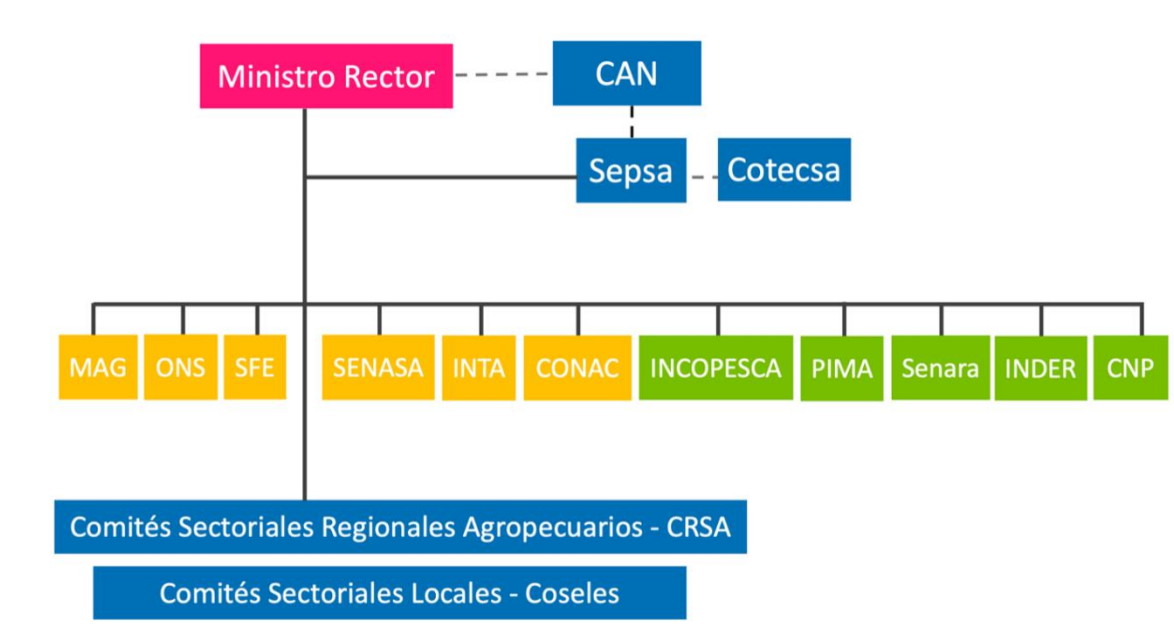 Ministro Rector
CAN
Sepsa
Cotecsa
MAG
ONS
SFE
SENASA
INTA
CONAC
INCOPESCA
PIMA
Senara
INDER
CNP
Comités Sectoriales Regionales Agropecuarios - CRSA
Comités Sectoriales Locales - Coseles